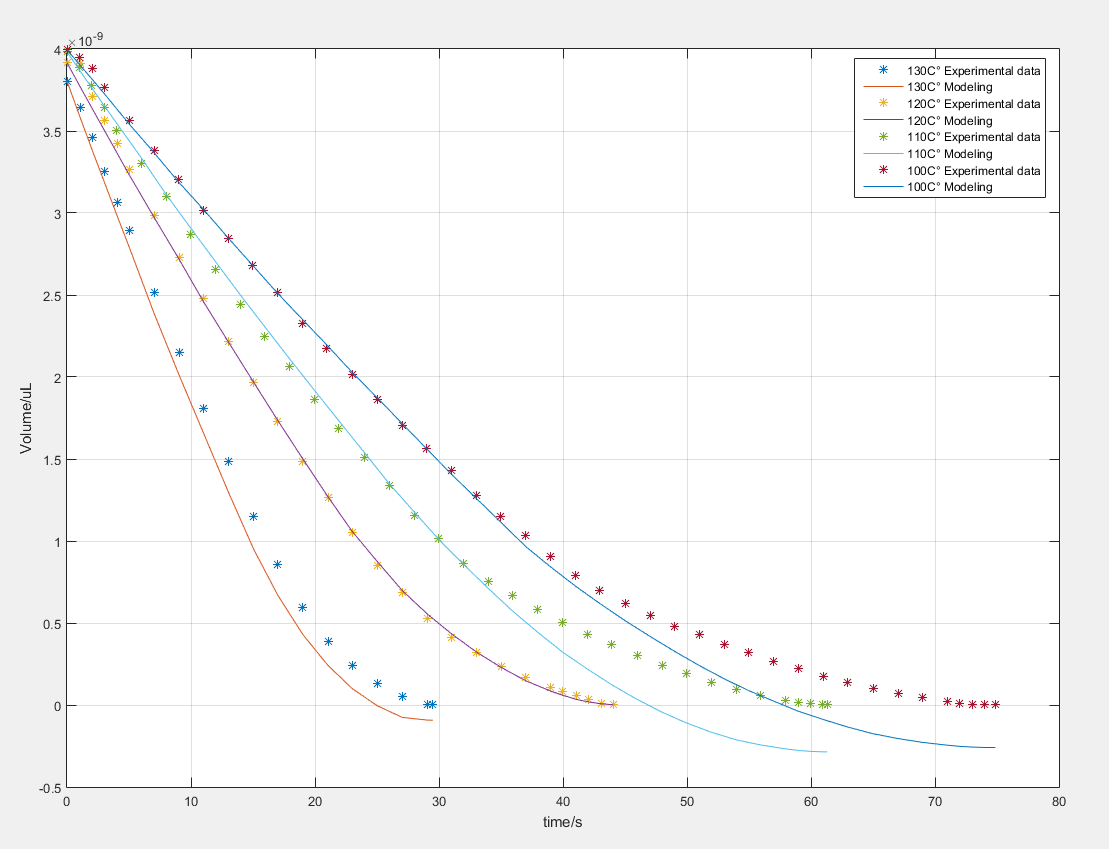 × 10-9
4
3.5
3
2.5
2
1.5
1
0.5
0
-0.5
Volume/uL
0 10 20 30 40 50 60 70 80
time/s
130C° Experimental data
130C° Modeling
120C° Experimental data
120C° Modeling
110C° Experimental data
110C° Modeling
100C° Experimental data
100C° Modeling